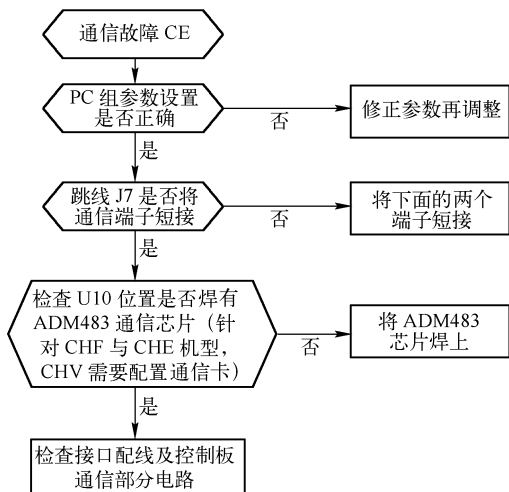 通信故障 CE
PC 组参数设置
是否正确
否
修正参数再调整
是
跳线 J7 是否将
通信端子短接
否
将下面的两个
端子短接
是
检查 U10 位置是否焊有
ADM483 通信芯片（针
对 CHF 与 CHE 机型，
CHV 需要配置通信卡）
否
将 ADM483
芯片焊上
是
检查接口配线及控制板
通信部分电路